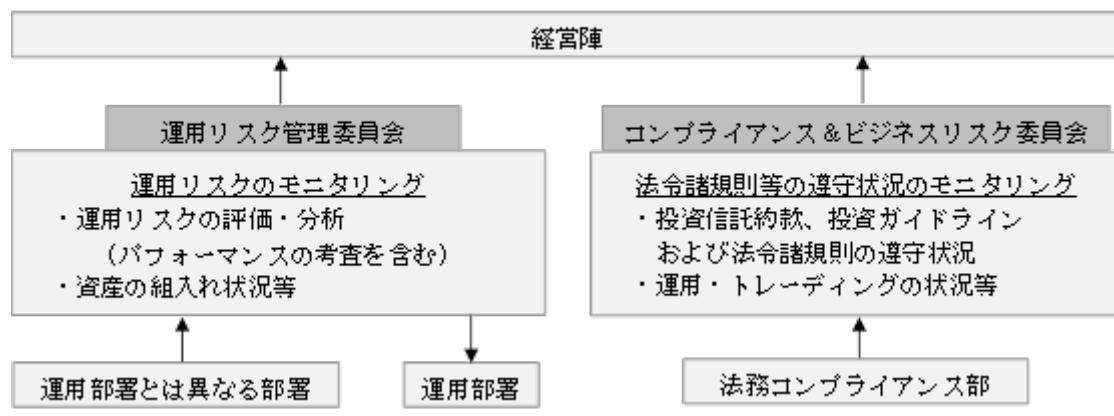 経営陣
運用リスク管理委員会
運用リスクのモニタリング
・運用リスクの評価・分析
（パフォーマンスの考査を含む）
・資産の組入れ状況等
運用部署とは異なる部署
運用部署
コンプライアンス＆ビジネスリスク委員会
法令諸規則等の遵守状況のモニタリング
・投資信託約款、投資ガイドライン
および法令諸規則の遵守状況
・運用・トレーディングの状況等
法務コンプライアンス部